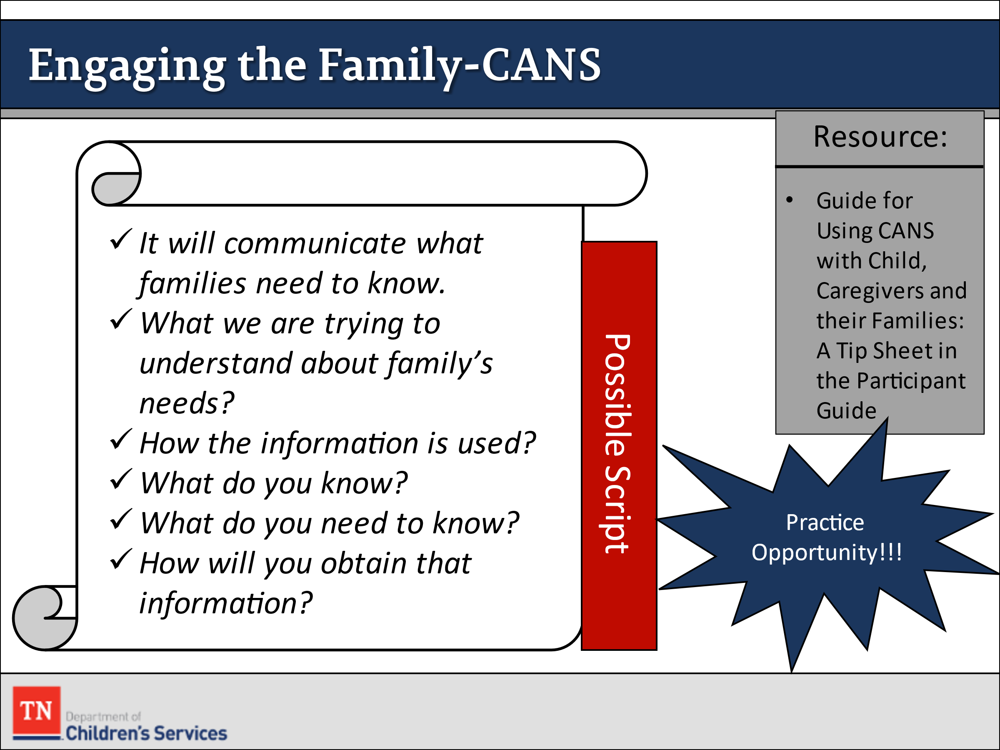 Engaging the Family-CANS
✓ It will communicate what
families need to know.
✓ What we are trying to
understand about family’s
needs?
✓ How the information is used?
✓ What do you know?
✓ What do you need to know?
✓ How will you obtain that
information?
Possible Script
Resource:
• Guide for
Using CANS
with Child,
Caregivers and
their Families:
A Tip Sheet in
the Participant
Guide
Practice
Opportunity!!!
TN
Department of
Children’s Services